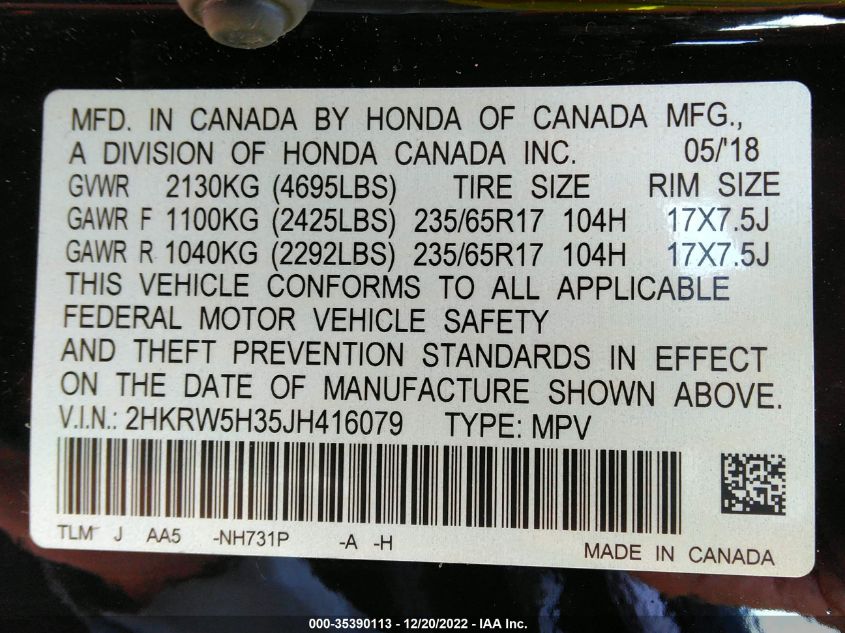 MFD. IN CANADA BY HONDA OF CANADA MFG.,
A DIVISION OF HONDA CANADA INC. 05/'18
GVWR 2130KG (4695LBS) TIRE SIZE RIM SIZE
GAWR F 1100KG (2425LBS) 235/65R17 104H 17X7.5J
GAWR R 1040KG (2292LBS) 235/65R17 104H 17X7.5J
THIS VEHICLE CONFORMS TO ALL APPLICABLE
FEDERAL MOTOR VEHICLE SAFETY
AND THEFT PREVENTION STANDARDS IN EFFECT
ON THE DATE OF MANUFACTURE SHOWN ABOVE.
V.I.N.: 2HKRW5H35JH416079 TYPE: MPV
TLM J AA5 -NH731P -A -H
MADE IN CANADA
000-35390113 - 12/20/2022 - IAA Inc.